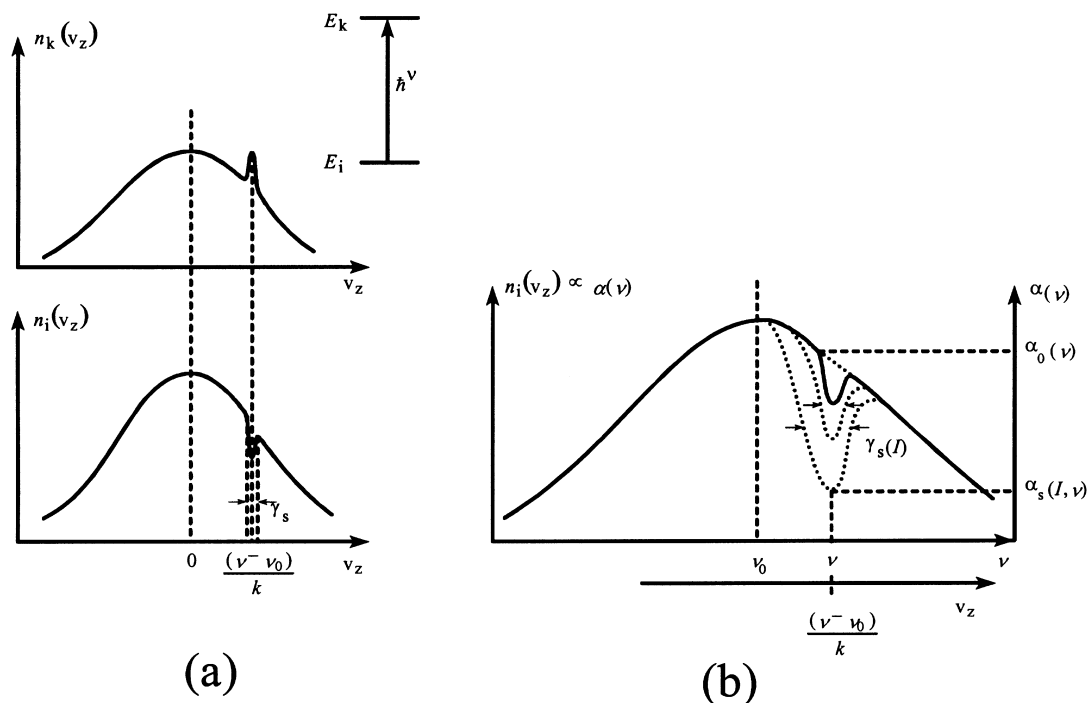 n_k(v_z)
E_k
ħν
E_i
v_z
n_i(v_z)
γ_s
0
(ν − ν_0)
k
v_z
(a)
n_i(v_z) ∝ α(ν)
α(ν)
α_0(ν)
γ_s(I)
α_s(I, ν)
ν_0
ν
ν
v_z
(ν − ν_0)
k
(b)